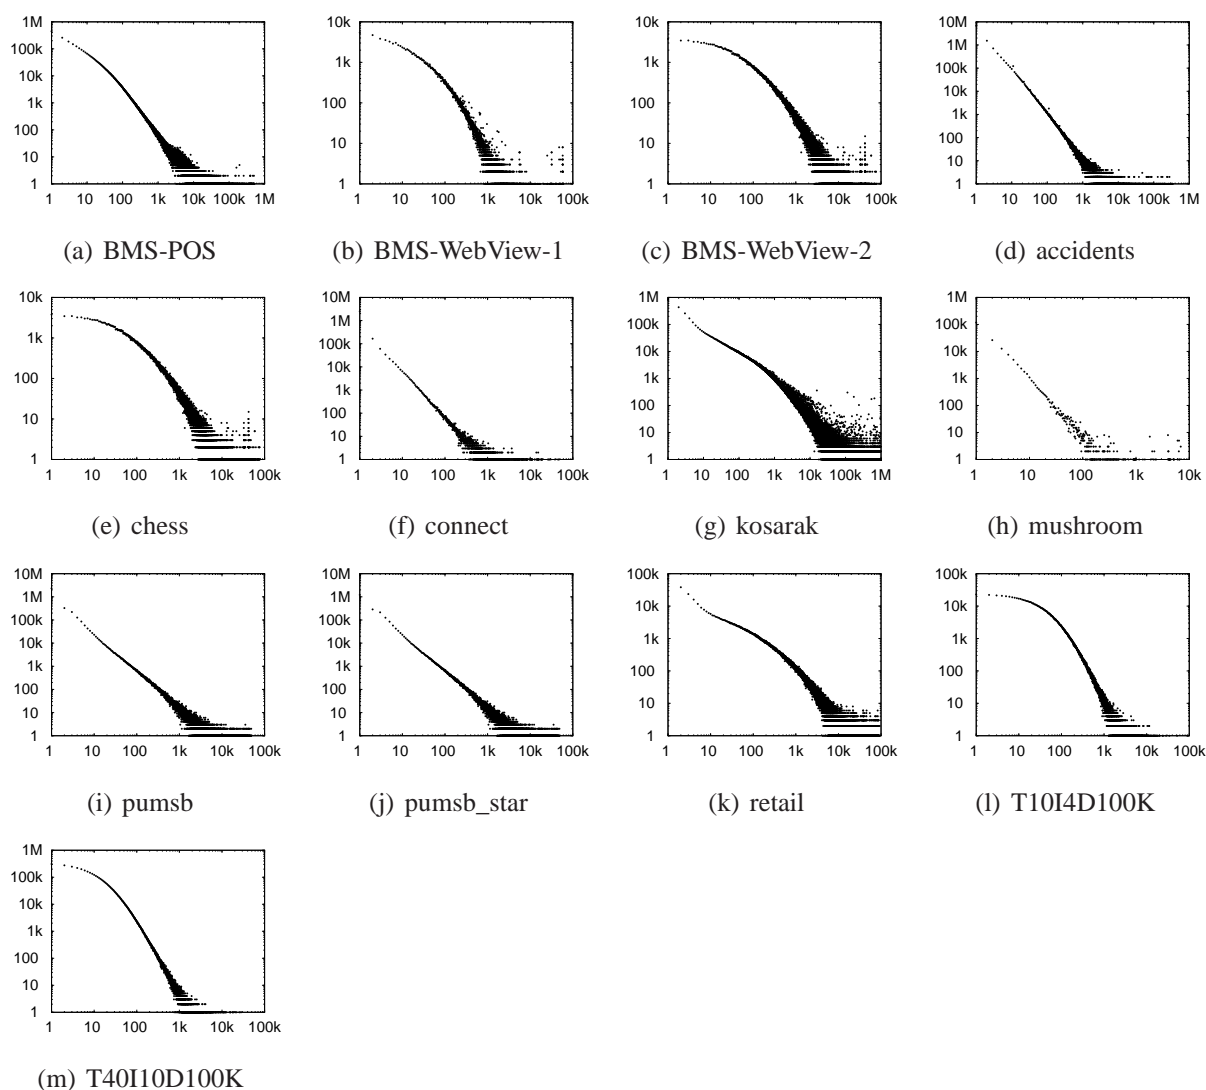 1M
100k
10k
1k
100
10
1
1 10 100 1k 10k 100k 1M
(a) BMS-POS
10k
1k
100
10
1
1 10 100 1k 10k 100k
(b) BMS-WebView-1
10k
1k
100
10
1
1 10 100 1k 10k 100k
(c) BMS-WebView-2
10M
1M
100k
10k
1k
100
10
1
1 10 100 1k 10k 100k 1M
(d) accidents
10k
1k
100
10
1
1 10 100 1k 10k 100k
(e) chess
10M
1M
100k
10k
1k
100
10
1
1 10 100 1k 10k 100k
(f) connect
1M
100k
10k
1k
100
10
1
1 10 100 1k 10k 100k 1M
(g) kosarak
1M
100k
10k
1k
100
10
1
1 10 100 1k 10k
(h) mushroom
10M
1M
100k
10k
1k
100
10
1
1 10 100 1k 10k 100k
(i) pumsb
10M
1M
100k
10k
1k
100
10
1
1 10 100 1k 10k 100k
(j) pumsb_star
100k
10k
1k
100
10
1
1 10 100 1k 10k 100k
(k) retail
100k
10k
1k
100
10
1
1 10 100 1k 10k 100k
(l) T10I4D100K
1M
100k
10k
1k
100
10
1
1 10 100 1k 10k 100k
(m) T40I10D100K